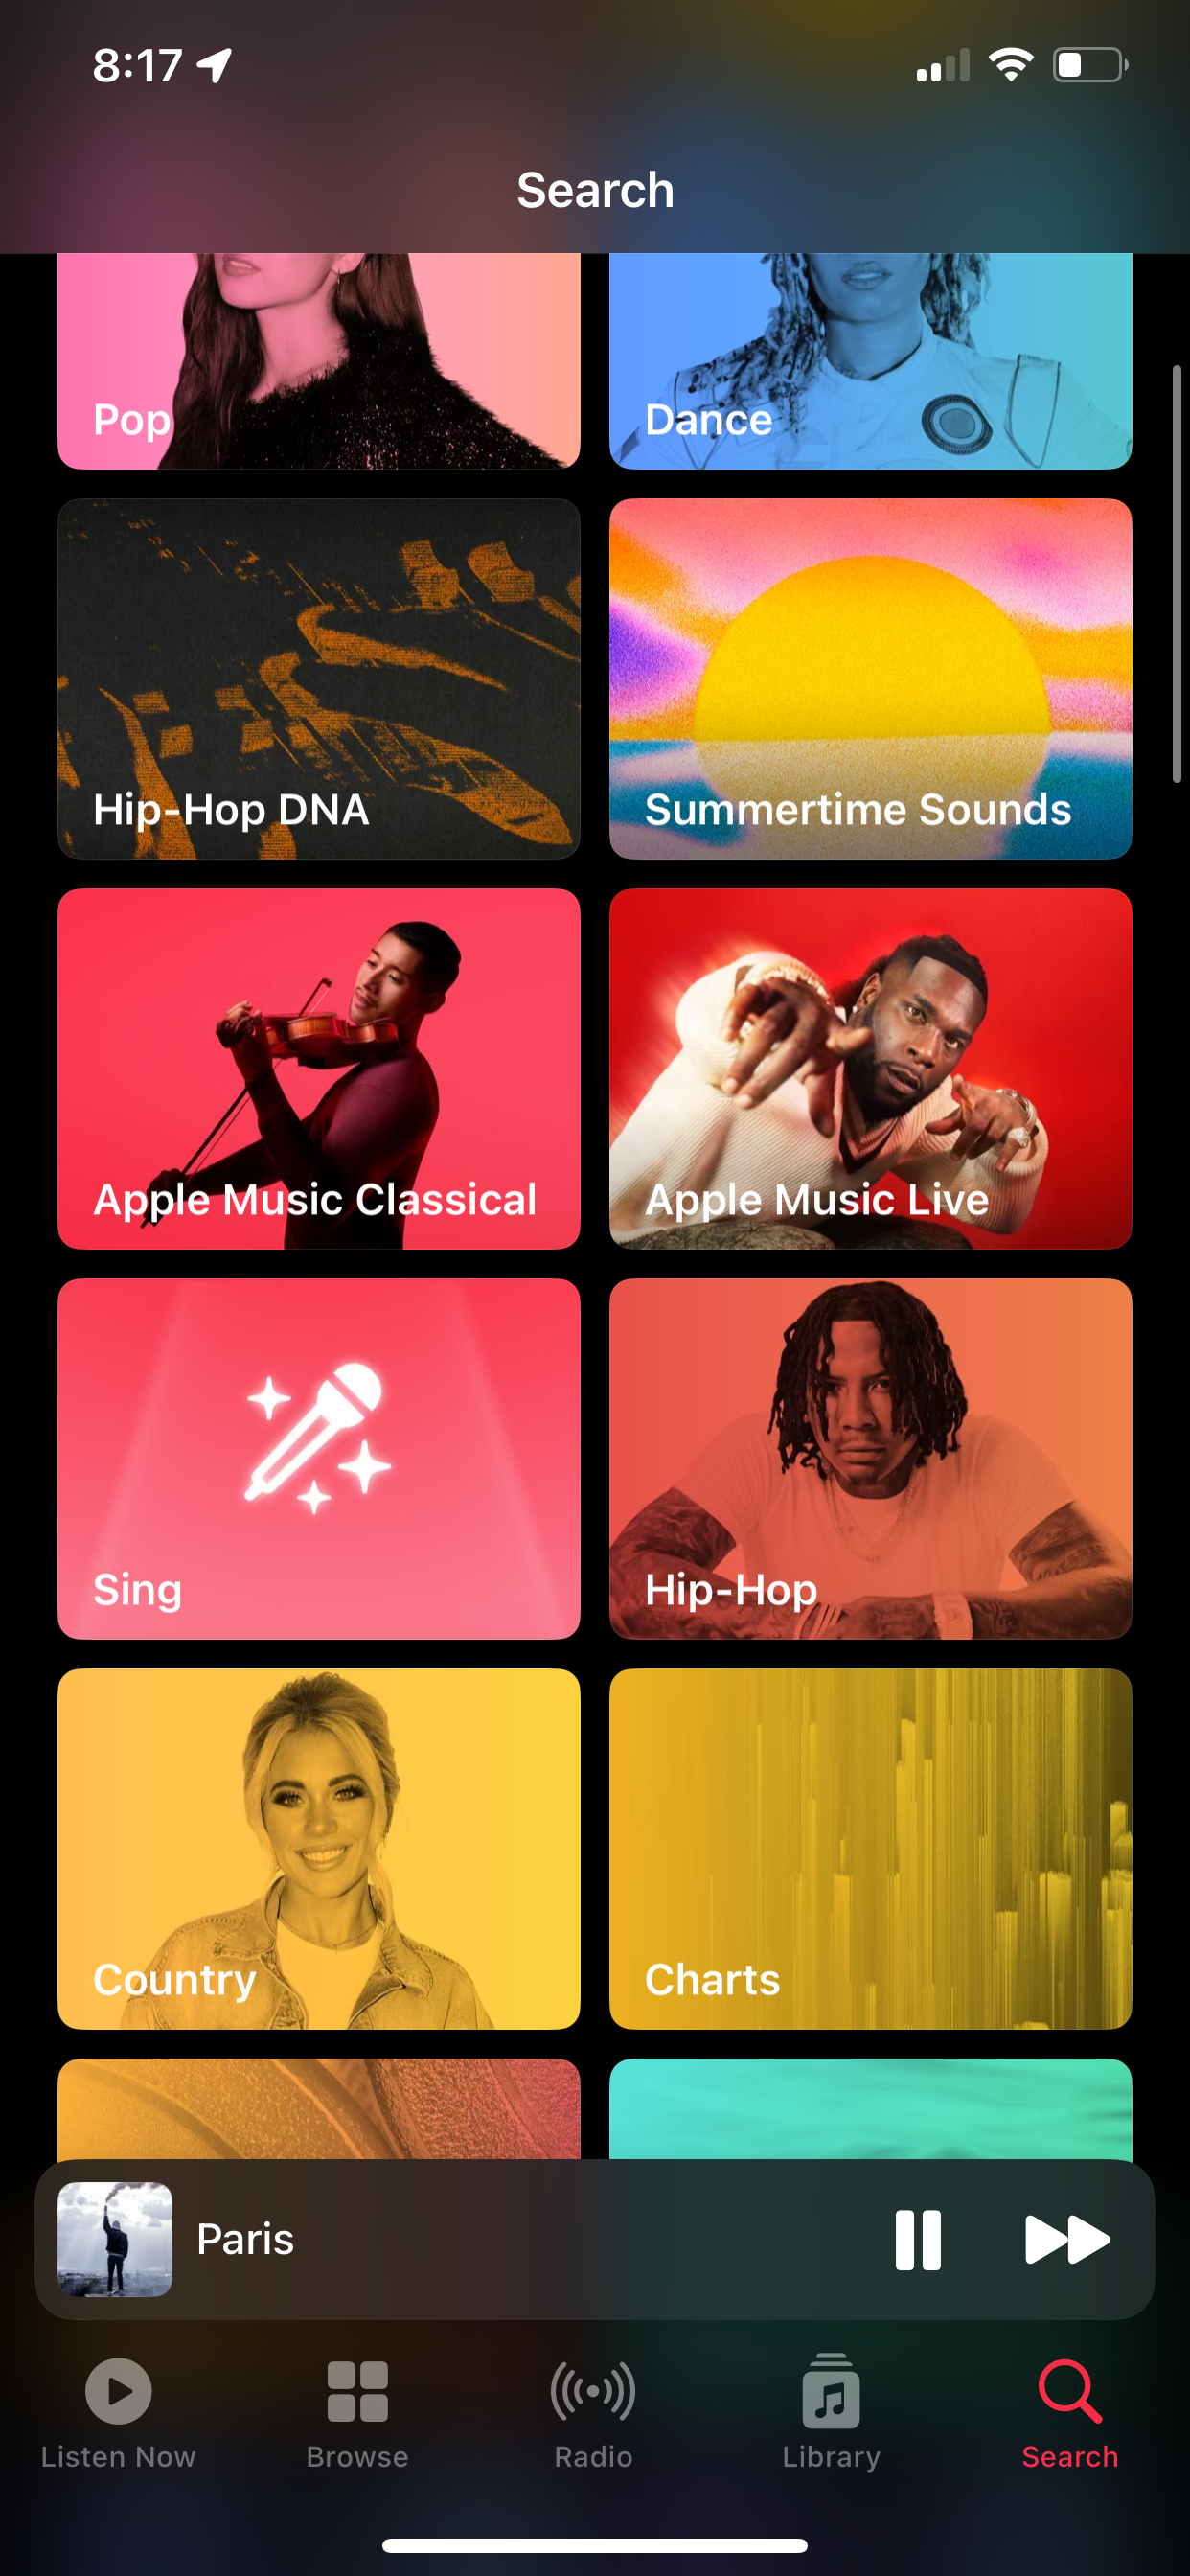 8:17
Search
Pop
Dance
Hip-Hop DNA
Summertime Sounds
Apple Music Classical
Apple Music Live
Sing
Hip-Hop
Country
Charts
Paris
Listen Now
Browse
Radio
Library
Search